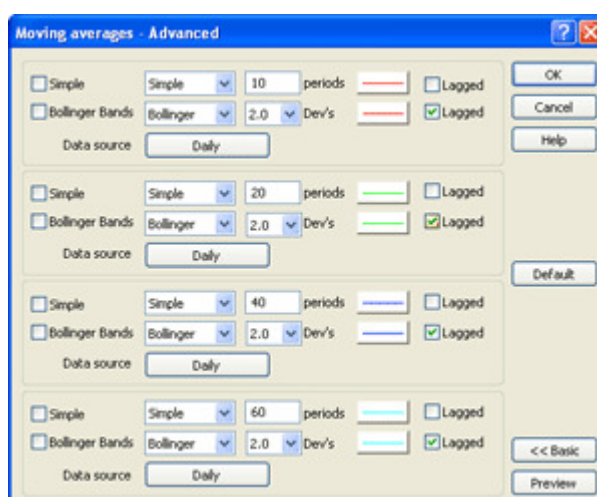 Moving averages - Advanced
Simple Simple 10 periods Lagged
Bollinger Bands Bollinger 2.0 Dev's Lagged
Data source Daily
Simple Simple 20 periods Lagged
Bollinger Bands Bollinger 2.0 Dev's Lagged
Data source Daily
Simple Simple 40 periods Lagged
Bollinger Bands Bollinger 2.0 Dev's Lagged
Data source Daily
Simple Simple 60 periods Lagged
Bollinger Bands Bollinger 2.0 Dev's Lagged
Data source Daily
OK
Cancel
Help
Default
<< Basic
Preview